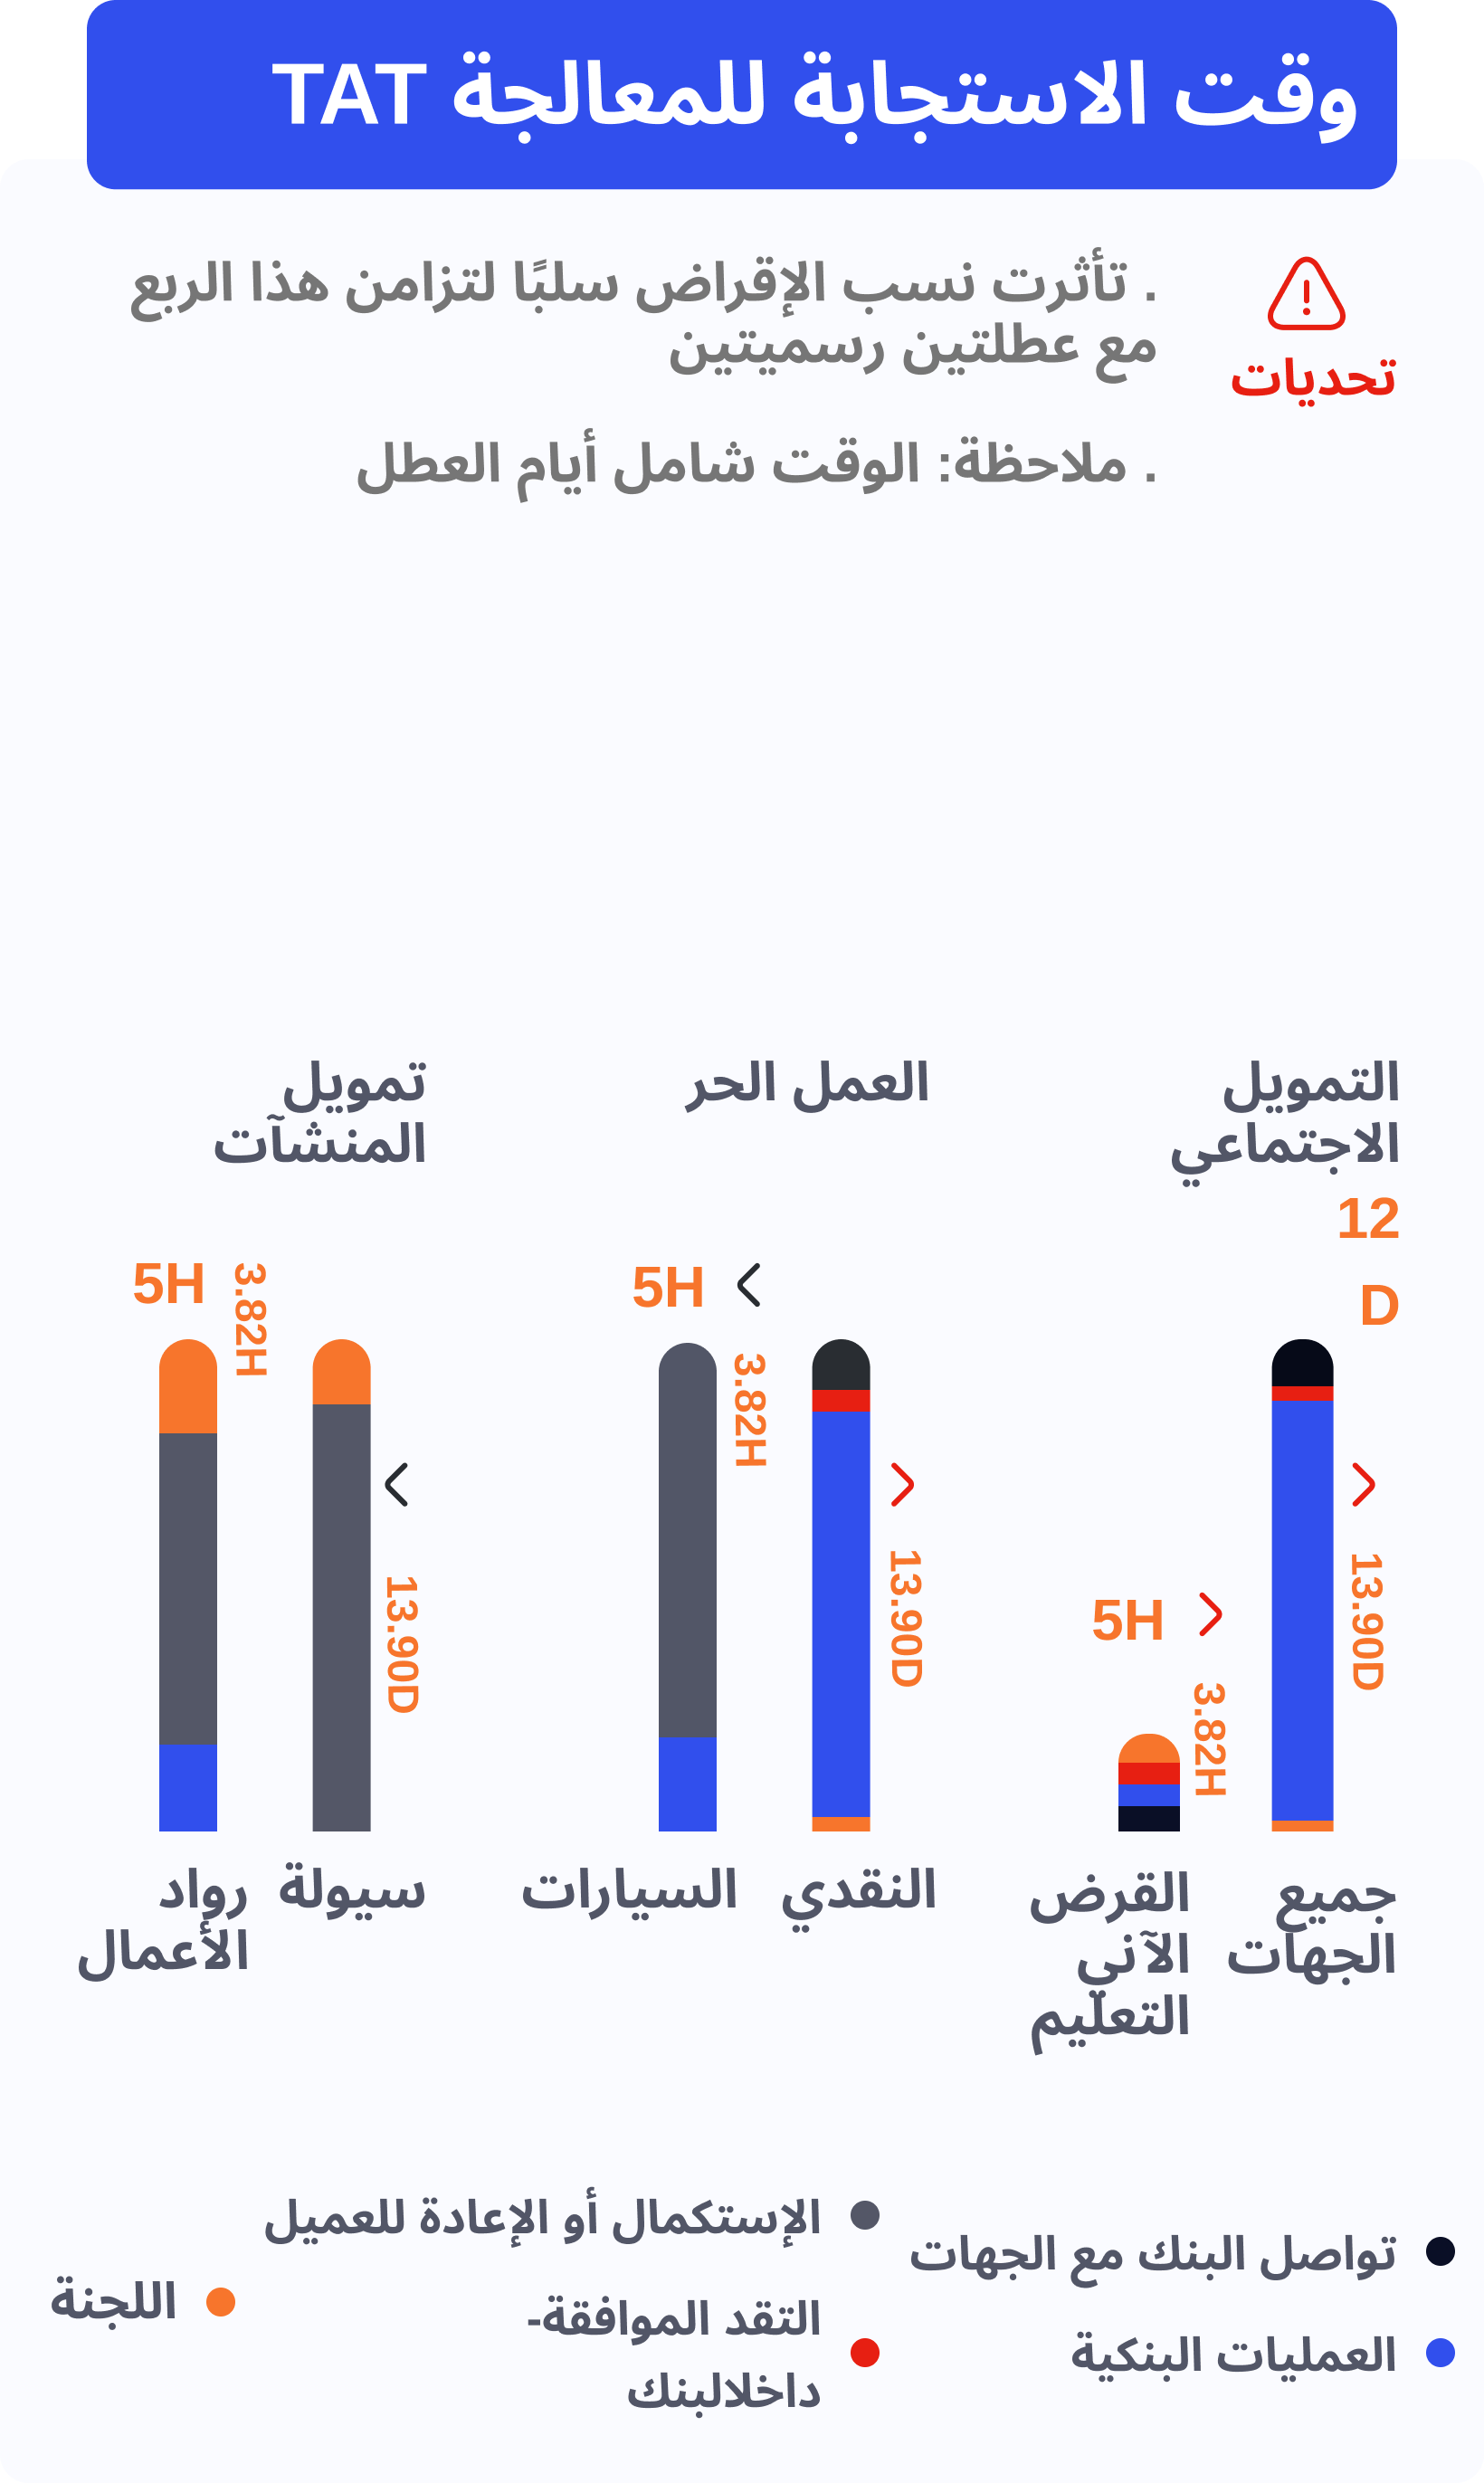 وقت الاستجابة للمعالجة TAT
تحديات
. تأثرت نسب الإقراض سلبًا لتزامن هذا الربع
مع عطلتين رسميتين
. ملاحظة: الوقت شامل أيام العطل
التمويل
الاجتماعي
12
D
13.90D
5H
3.82H
جميع
الجهات
القرض
الآني
التعليم
العمل الحر
5H
3.82H
13.90D
النقدي
السيارات
تمويل
المنشآت
5H
3.82H
13.90D
سيولة
رواد
الأعمال
تواصل البنك مع الجهات
العمليات البنكية
الإستكمال أو الإعادة للعميل
التقد الموافقة-
داخلالبنك
اللجنة